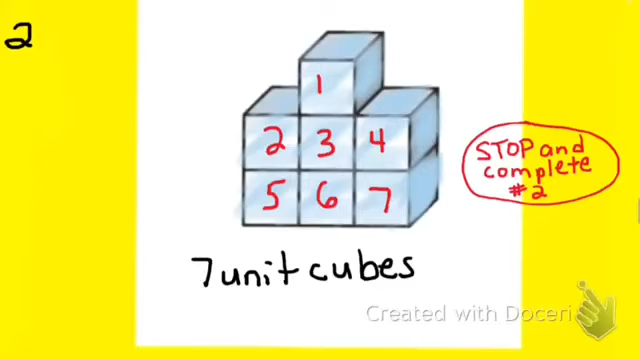 2
1
2 3 4
5 6 7
STOP and
complete
#2
7 unit cubes
Created with Doceri